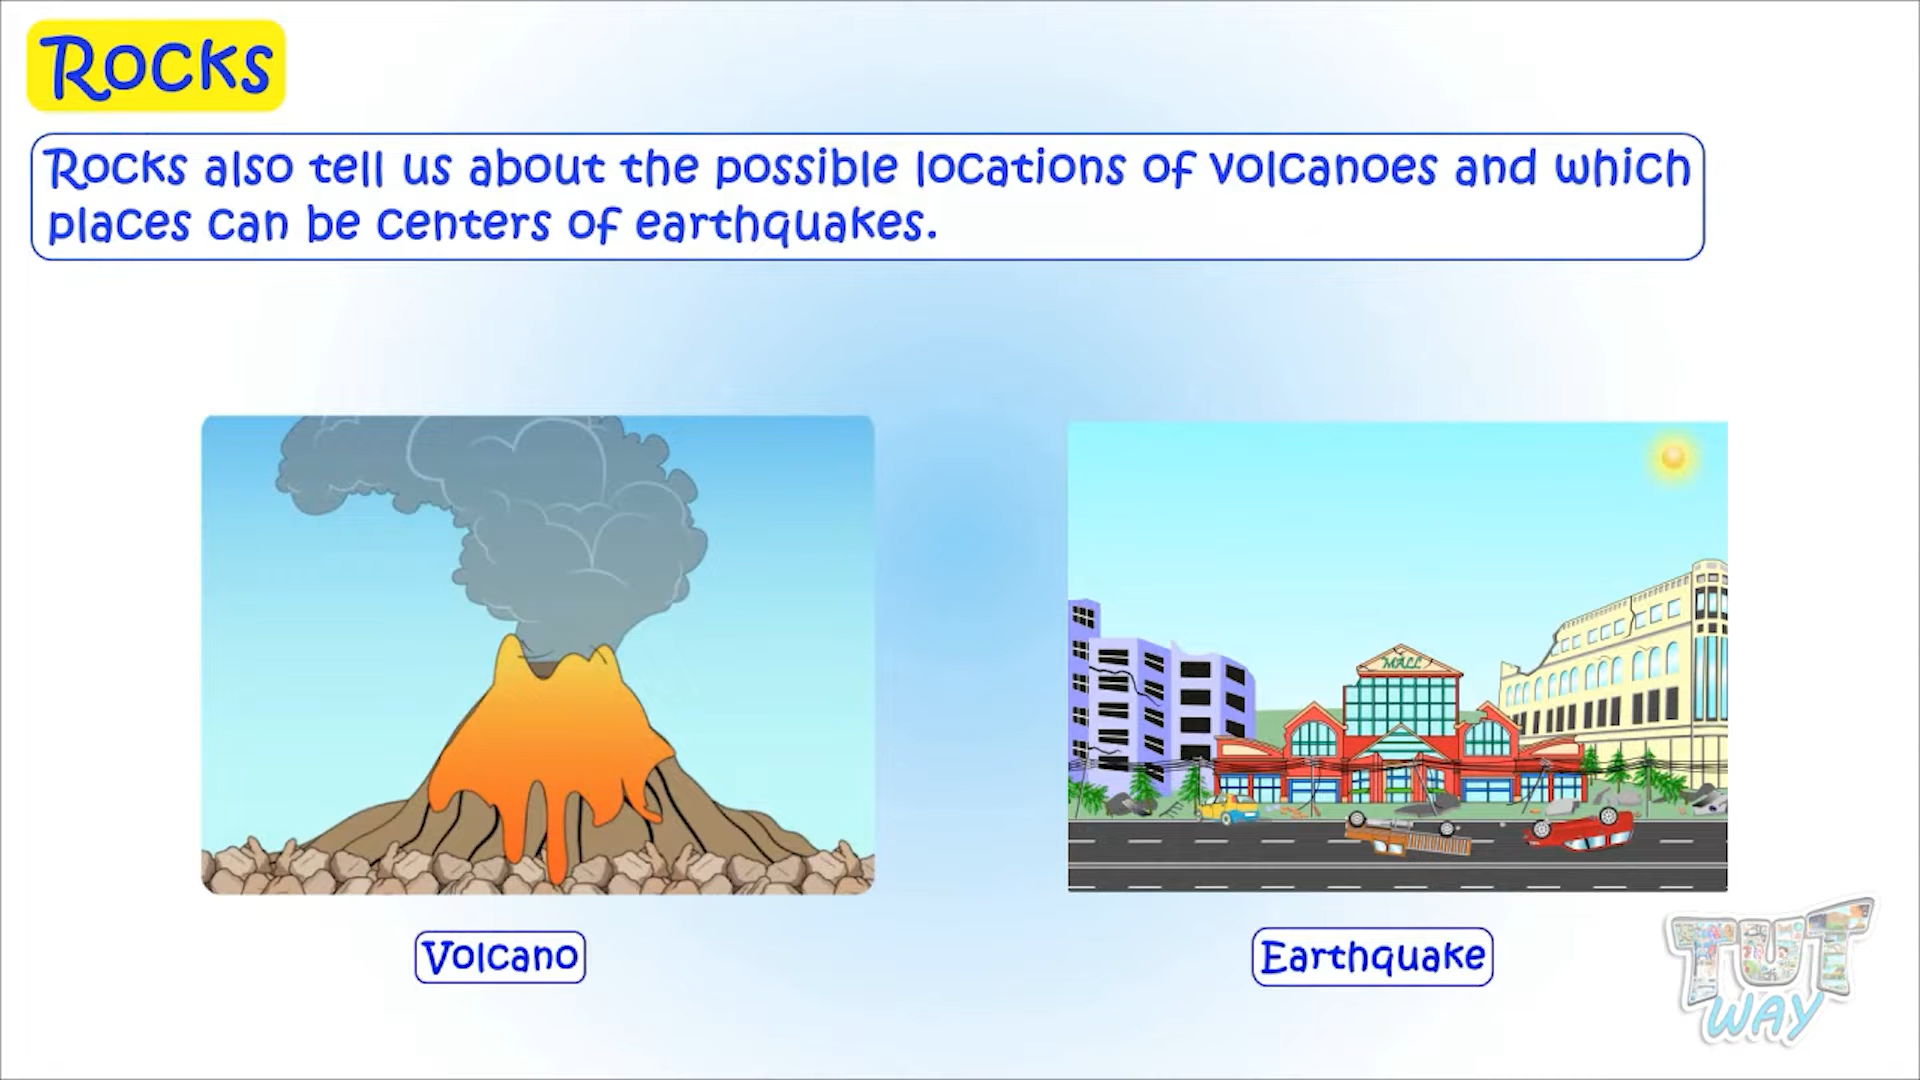 Rocks
Rocks also tell us about the possible locations of volcanoes and which
places can be centers of earthquakes.
MALL
Volcano
Earthquake
TUT
WAY